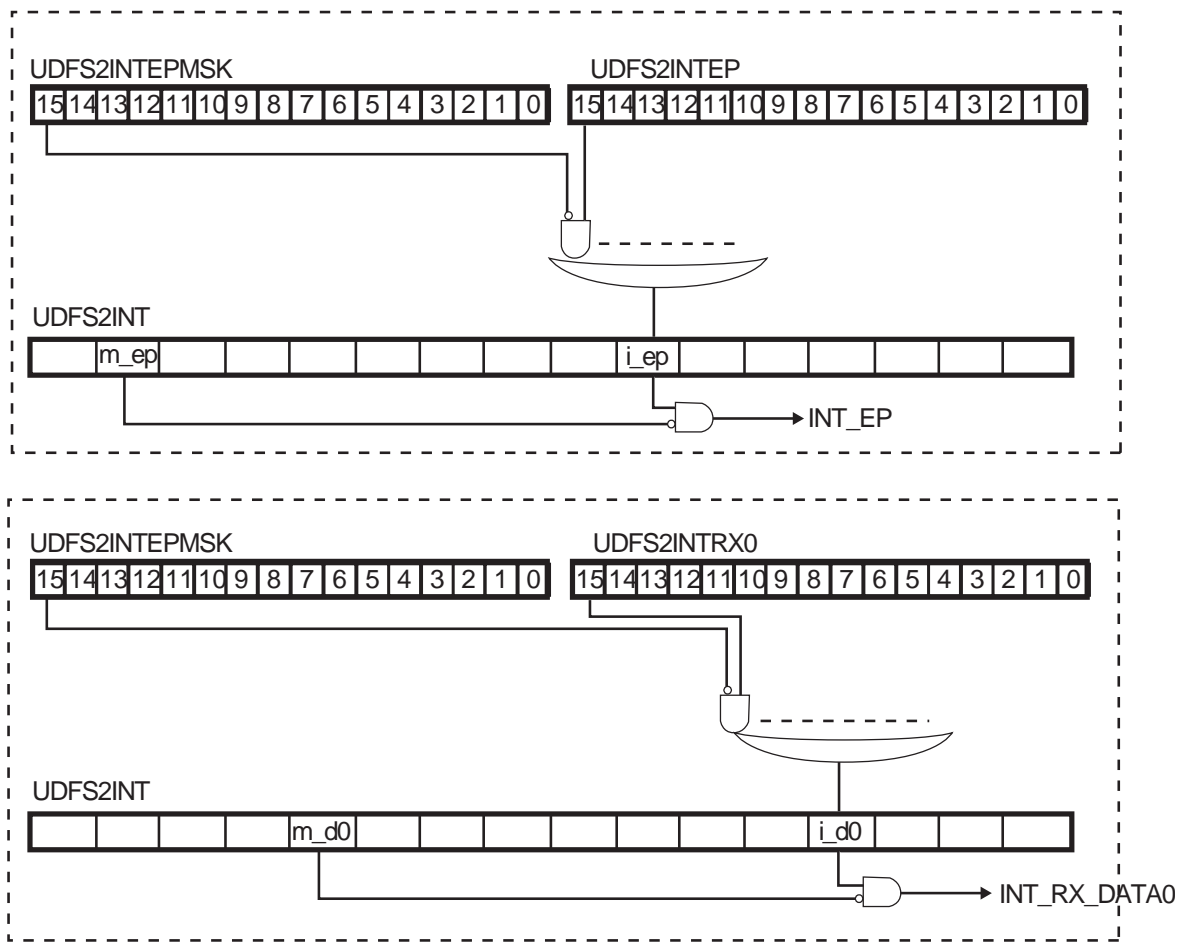 UDFS2INTEPMSK UDFS2INTEP
15 14 13 12 11 10 9 8 7 6 5 4 3 2 1 0 15 14 13 12 11 10 9 8 7 6 5 4 3 2 1 0
UDFS2INT
m_ep i_ep
INT_EP
UDFS2INTEPMSK UDFS2INTRX0
15 14 13 12 11 10 9 8 7 6 5 4 3 2 1 0 15 14 13 12 11 10 9 8 7 6 5 4 3 2 1 0
UDFS2INT
m_d0 i_d0
INT_RX_DATA0